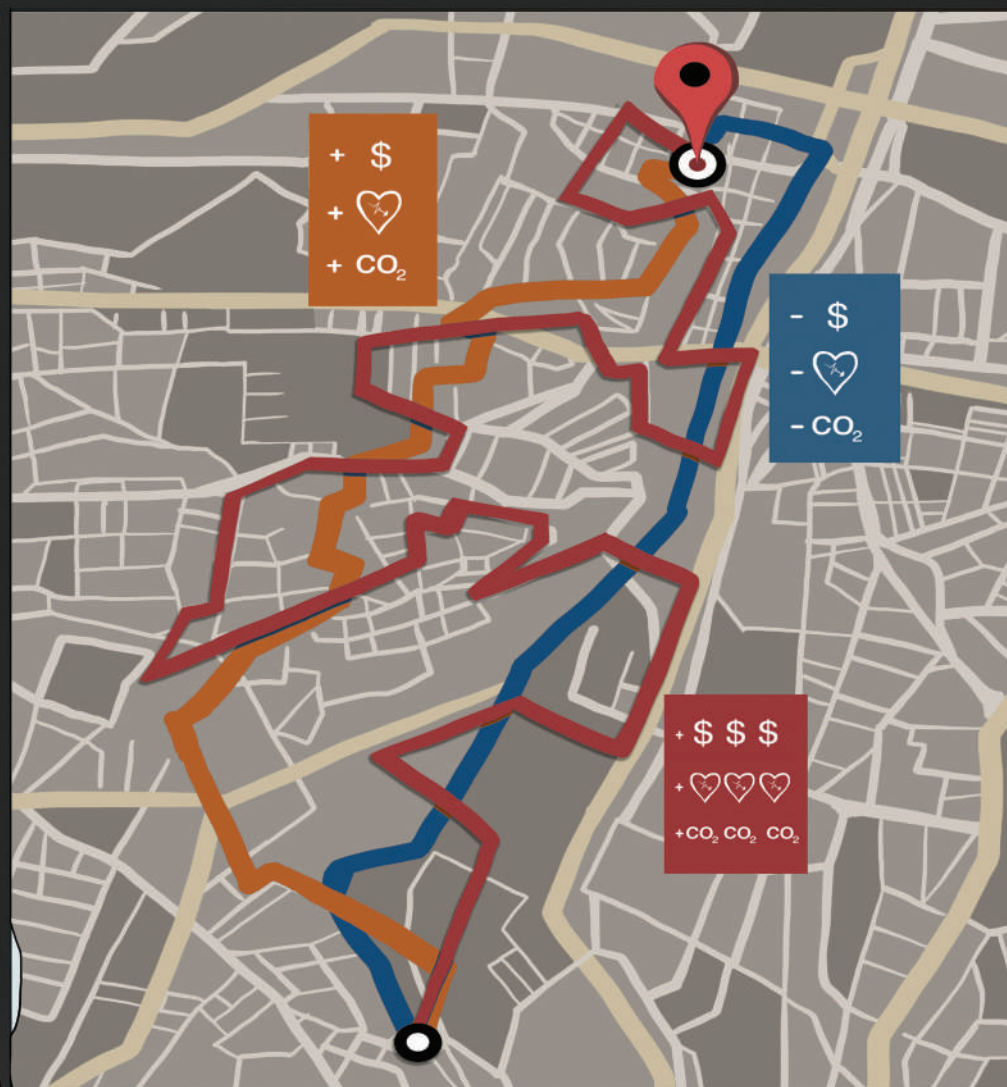 + $
+
+ CO₂
- $
-
- CO₂
+ $ $ $
+
+CO₂ CO₂ CO₂